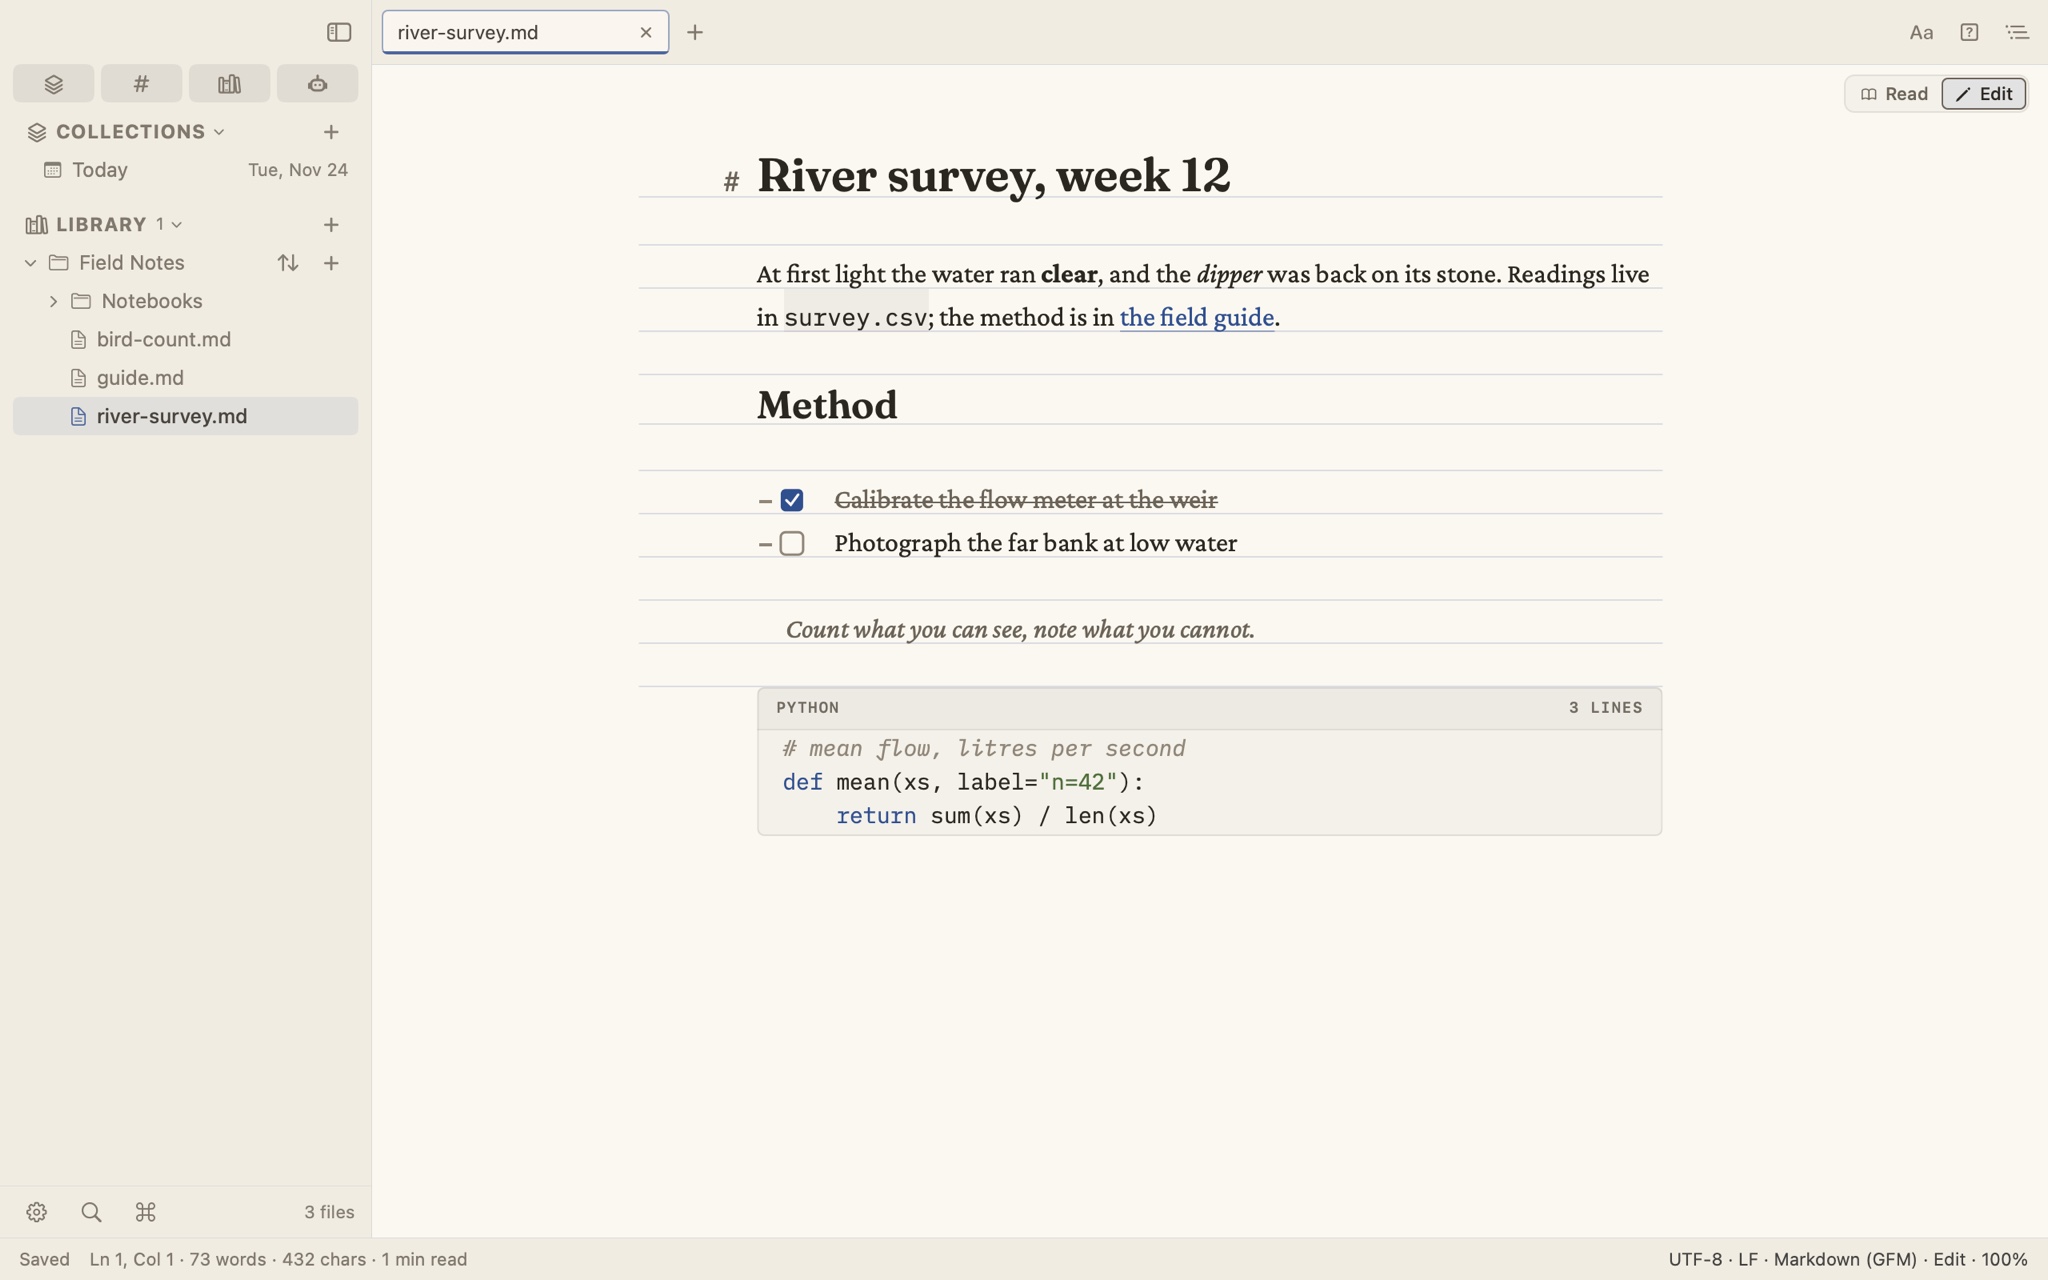 river-survey.md
Aa
Read
Edit
COLLECTIONS
Today Tue, Nov 24
LIBRARY 1
Field Notes
Notebooks
bird-count.md
guide.md
river-survey.md
3 files
# River survey, week 12
At first light the water ran clear, and the dipper was back on its stone. Readings live
in survey.csv; the method is in the field guide.
Method
– Calibrate the flow meter at the weir
– Photograph the far bank at low water
Count what you can see, note what you cannot.
PYTHON 3 LINES
# mean flow, litres per second
def mean(xs, label="n=42"):
    return sum(xs) / len(xs)
Saved Ln 1, Col 1 · 73 words · 432 chars · 1 min read
UTF-8 · LF · Markdown (GFM) · Edit · 100%